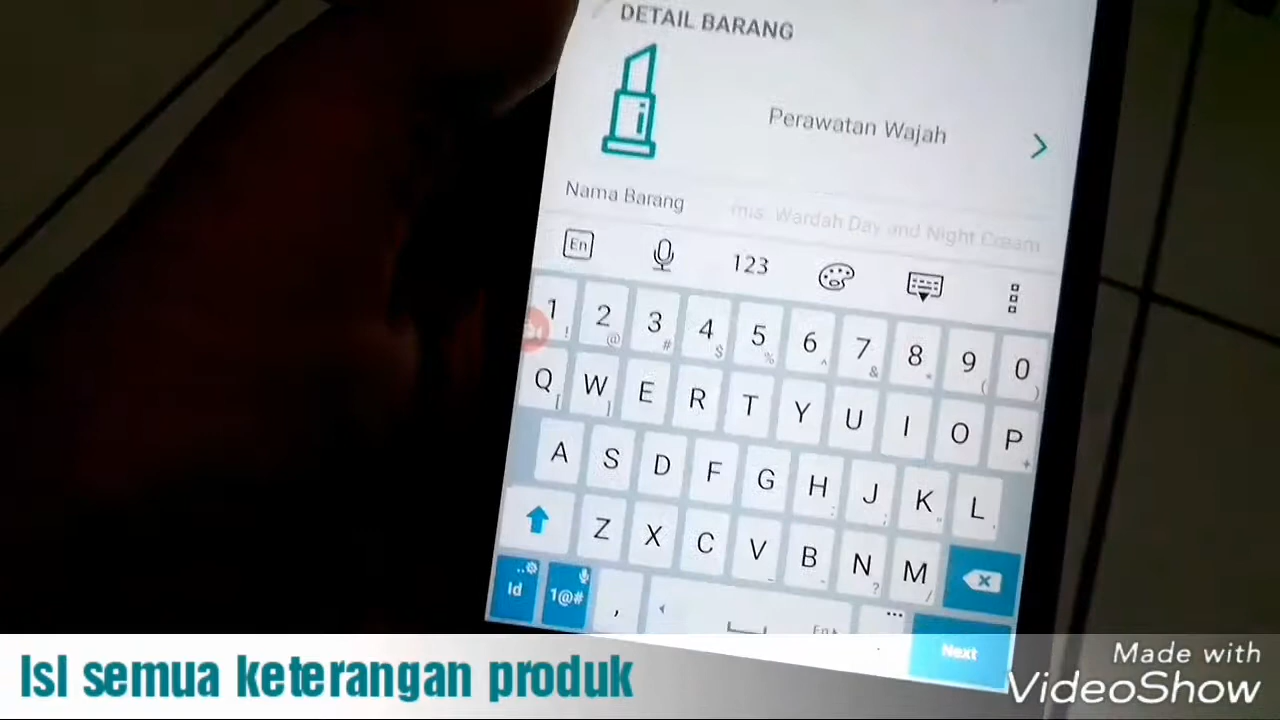 DETAIL BARANG
Perawatan Wajah
Nama Barang
mis. Wardah Day and Night Cream
En
123
1 2 3 4 5 6 7 8 9 0
! @ # $ % ^ & * ( )
Q W E R T Y U I O P
[ ] +
A S D F G H J K L
Z X C V B N M
? /
Id 1@# , En Next
IsI semua keterangan produk
Made with
VideoShow